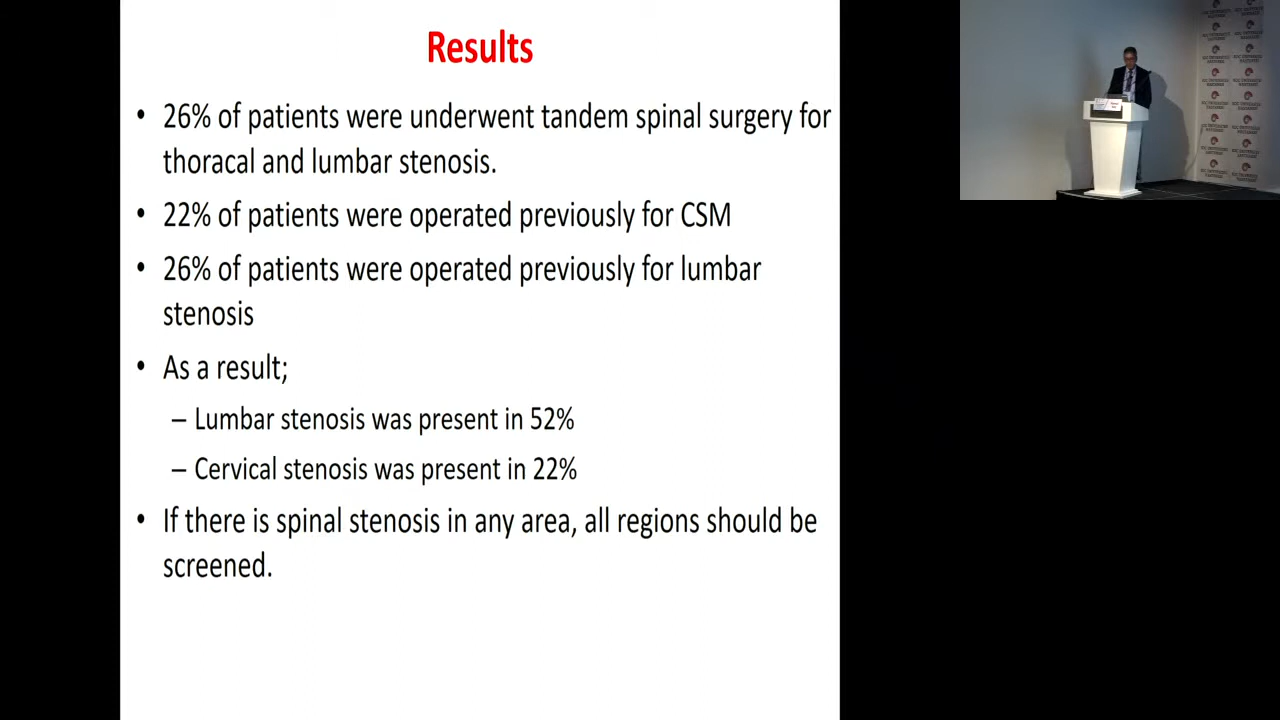 Results
• 26% of patients were underwent tandem spinal surgery for
thoracal and lumbar stenosis.
• 22% of patients were operated previously for CSM
• 26% of patients were operated previously for lumbar
stenosis
• As a result;
– Lumbar stenosis was present in 52%
– Cervical stenosis was present in 22%
• If there is spinal stenosis in any area, all regions should be
screened.